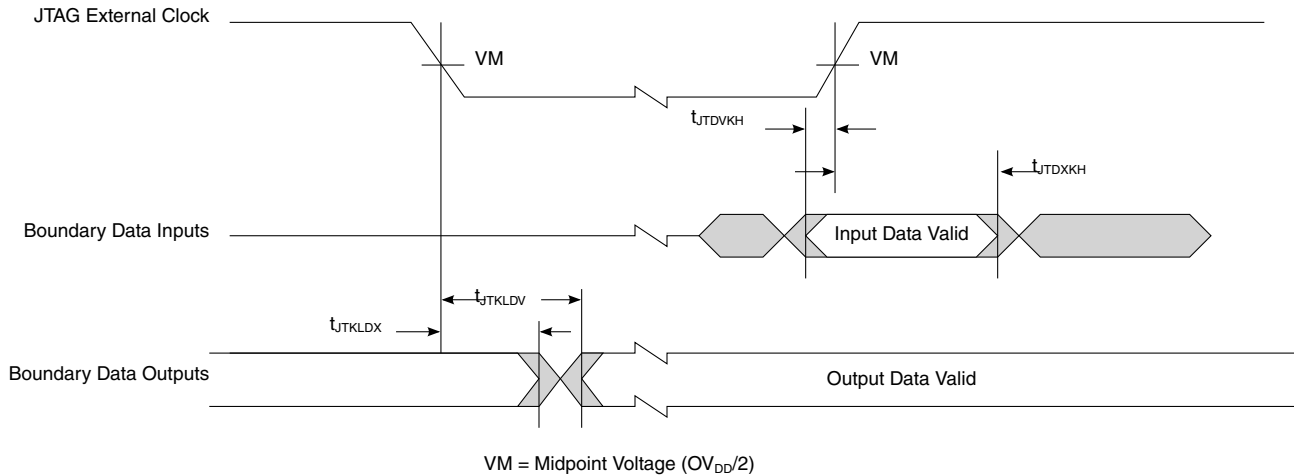 JTAG External Clock
VM
VM
tJTDVKH
tJTDXKH
Boundary Data Inputs
Input Data Valid
tJTKLDV
tJTKLDX
Boundary Data Outputs
Output Data Valid
VM = Midpoint Voltage (OVDD/2)